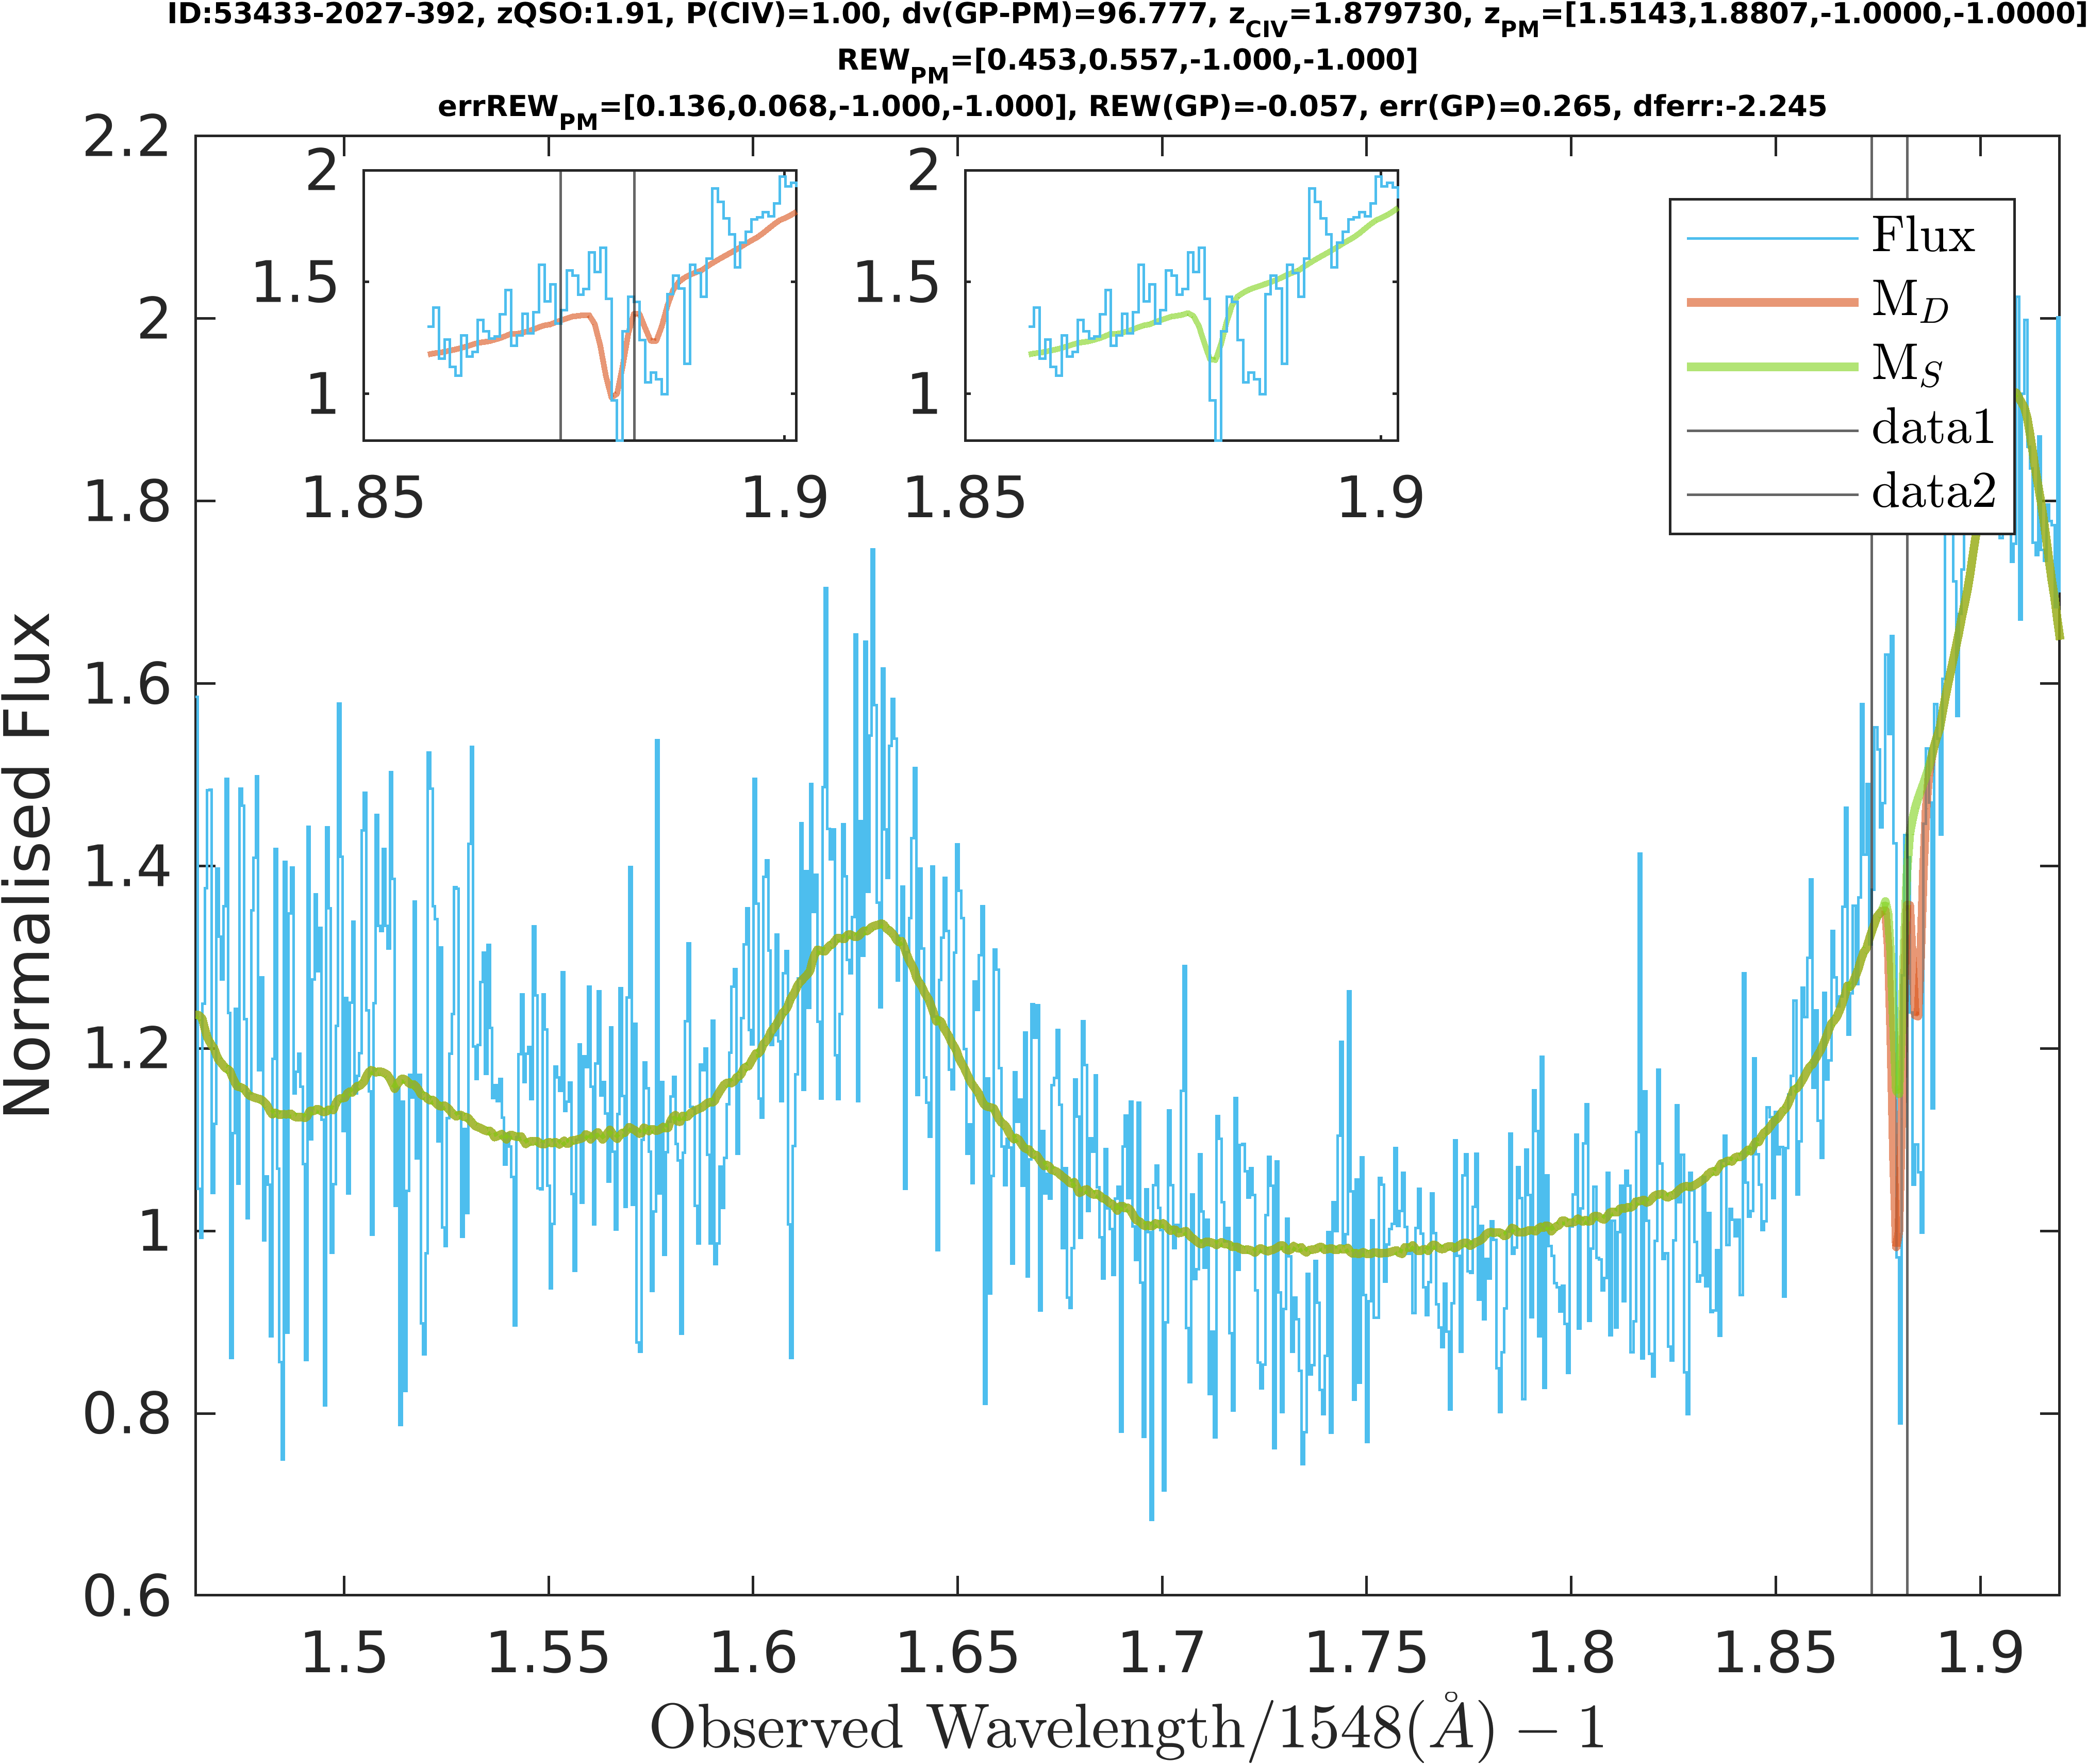 ID:53433-2027-392, zQSO:1.91, P(CIV)=1.00, dv(GP-PM)=96.777, zCIV=1.879730, zPM=[1.5143,1.8807,-1.0000,-1.0000]
REWPM=[0.453,0.557,-1.000,-1.000]
errREWPM=[0.136,0.068,-1.000,-1.000], REW(GP)=-0.057, err(GP)=0.265, dferr:-2.245
2.2
2
1.8
1.6
1.4
1.2
1
0.8
0.6
Normalised Flux
2
1.5
1
1.85
1.9
2
1.5
1
1.85
1.9
Flux
MD
MS
data1
data2
1.5
1.55
1.6
1.65
1.7
1.75
1.8
1.85
1.9
Observed Wavelength/1548(Å) − 1